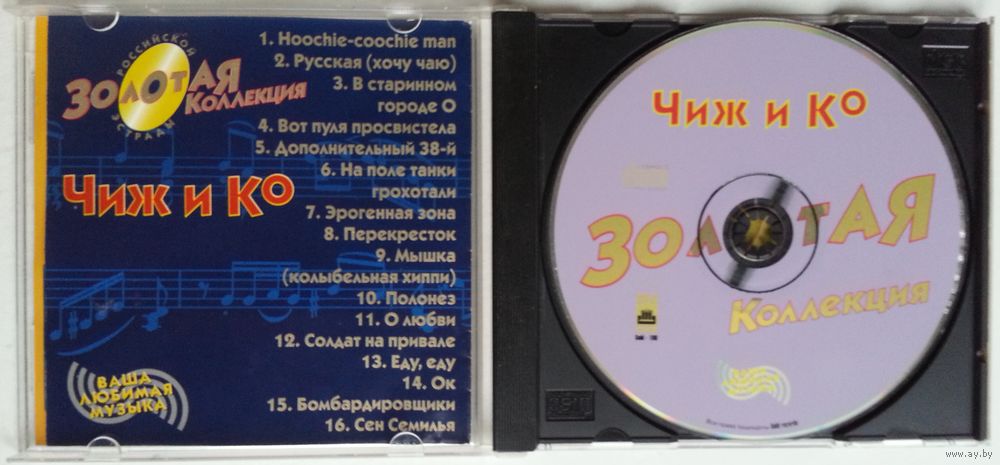 РОССИЙСКОЙ
ЗОЛОТАЯ
КОЛЛЕКЦИЯ
ЭСТРАДЫ
ЧИЖ И КО
1. Hoochie-coochie man
2. Русская (хочу чаю)
3. В старинном
городе О
4. Вот пуля просвистела
5. Дополнительный 38-й
6. На поле танки
грохотали
7. Эрогенная зона
8. Перекресток
9. Мышка
(колыбельная хиппи)
10. Полонез
11. О любви
12. Солдат на привале
13. Еду, еду
14. Ок
15. Бомбардировщики
16. Сен Семилья
ВАША
ЛЮБИМАЯ
МУЗЫКА
ЧИЖ И КО
ЗОЛОТАЯ
КОЛЛЕКЦИЯ
www.ay.by